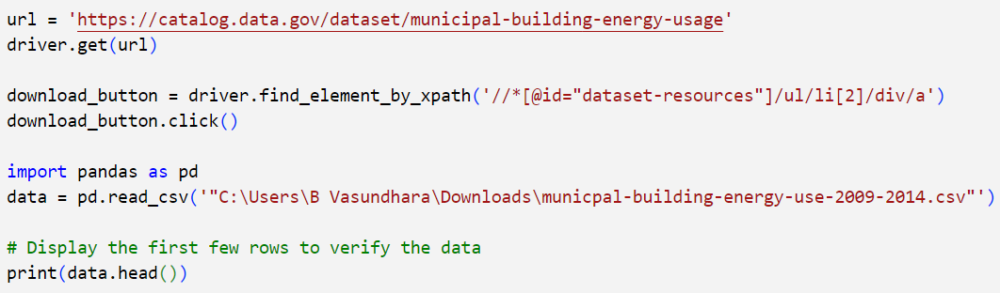 url = 'https://catalog.data.gov/dataset/municipal-building-energy-usage'
driver.get(url)
download_button = driver.find_element_by_xpath('//*[@id="dataset-resources"]/ul/li[2]/div/a')
download_button.click()
import pandas as pd
data = pd.read_csv('"C:\Users\B Vasundhara\Downloads\municpal-building-energy-use-2009-2014.csv"')
# Display the first few rows to verify the data
print(data.head())